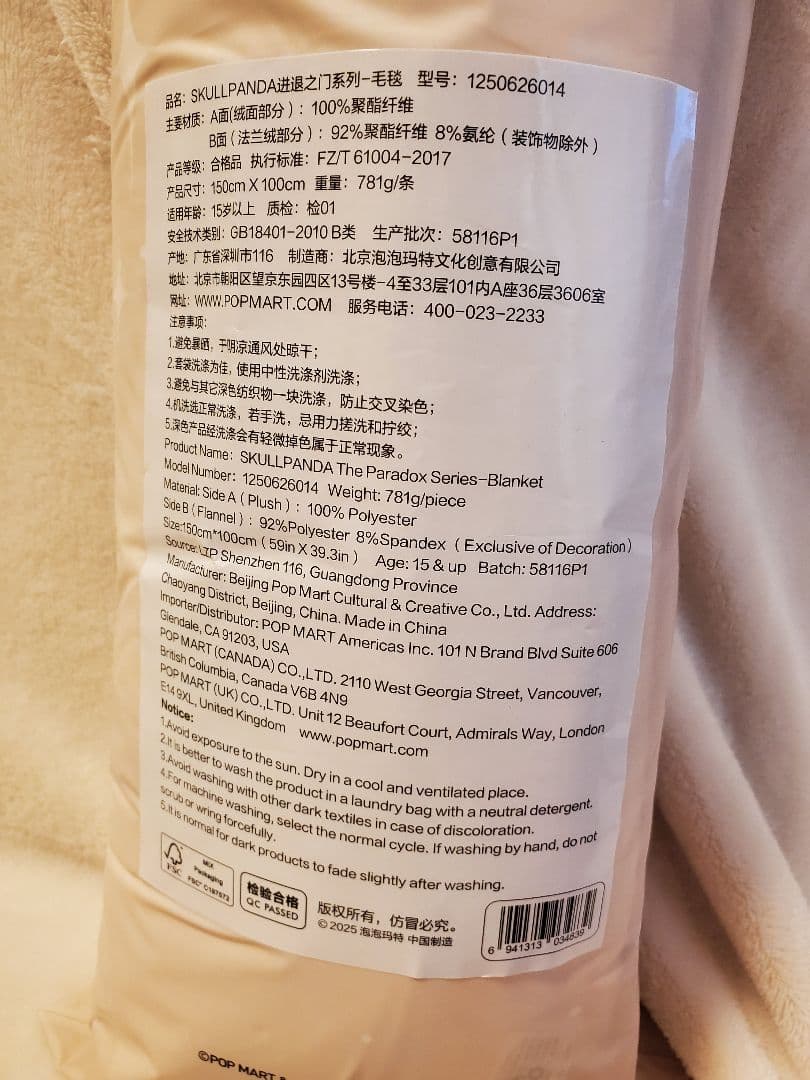 品名: SKULLPANDA进退之门系列-毛毯 型号: 1250626014
主要材质: A面(绒面部分): 100%聚酯纤维
B面(法兰绒部分): 92%聚酯纤维 8%氨纶(装饰物除外)
产品等级: 合格品 执行标准: FZ/T 61004-2017
产品尺寸: 150cm X 100cm 重量: 781g/条
适用年龄: 15岁以上 质检: 检01
安全技术类别: GB18401-2010 B类 生产批次: 58116P1
产地: 广东省深圳市116 制造商: 北京泡泡玛特文化创意有限公司
地址: 北京市朝阳区望京东园四区13号楼-4至33层101内A座36层3606室
网址: WWW.POPMART.COM 服务电话: 400-023-2233
注意事项:
1.避免暴晒, 于阴凉通风处晾干;
2.套袋洗涤为佳, 使用中性洗涤剂洗涤;
3.避免与其它深色纺织物一块洗涤, 防止交叉染色;
4.机洗选正常洗涤, 若手洗, 忌用力搓洗和拧绞;
5.深色产品经洗涤会有轻微掉色属于正常现象。
Product Name: SKULLPANDA The Paradox Series-Blanket
Model Number: 1250626014 Weight: 781g/piece
Material: Side A (Plush): 100% Polyester
Side B (Flannel): 92%Polyester 8%Spandex (Exclusive of Decoration)
Size:150cm*100cm (59in X 39.3in) Age: 15 & up Batch: 58116P1
Source: Shenzhen 116, Guangdong Province
Manufacturer: Beijing Pop Mart Cultural & Creative Co., Ltd. Address:
Chaoyang District, Beijing, China. Made in China
Importer/Distributor: POP MART Americas Inc. 101 N Brand Blvd Suite 606
Glendale, CA 91203, USA
POP MART (CANADA) CO.,LTD. 2110 West Georgia Street, Vancouver,
British Columbia, Canada V6B 4N9
POP MART (UK) CO.,LTD. Unit 12 Beaufort Court, Admirals Way, London
E14 9XL, United Kingdom www.popmart.com
Notice:
1.Avoid exposure to the sun. Dry in a cool and ventilated place.
2.It is better to wash the product in a laundry bag with a neutral detergent.
3.Avoid washing with other dark textiles in case of discoloration.
4.For machine washing, select the normal cycle. If washing by hand, do not
scrub or wring forcefully.
5.It is normal for dark products to fade slightly after washing.
FSC
MIX
Packaging
FSC® C187572
检验合格
QC PASSED
版权所有, 仿冒必究。
©2025 泡泡玛特 中国制造
6 941313 034839
©POP MART